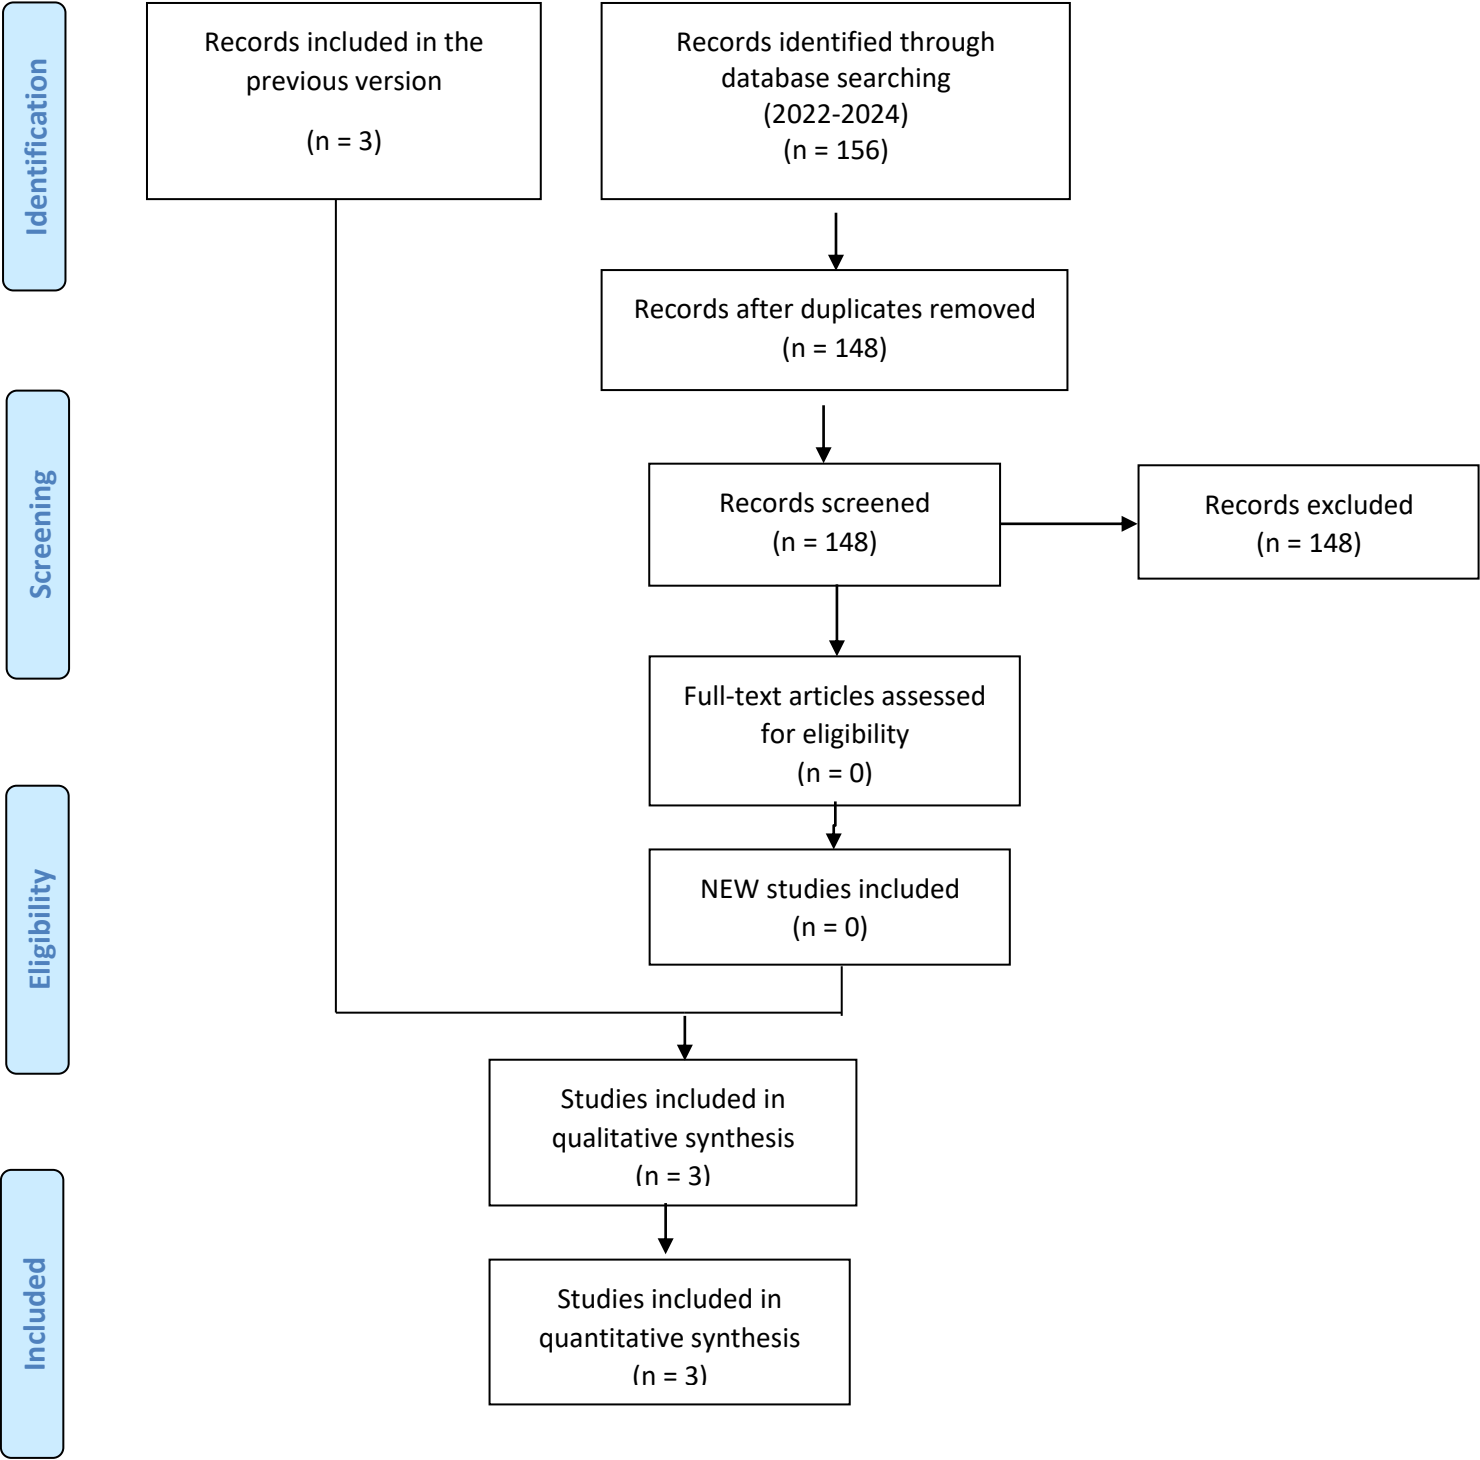 Identification
Records included in the
previous version
(n = 3)
Records identified through
database searching
(2022-2024)
(n = 156)
Records after duplicates removed
(n = 148)
Screening
Records screened
(n = 148)
Records excluded
(n = 148)
Full-text articles assessed
for eligibility
(n = 0)
Eligibility
NEW studies included
(n = 0)
Studies included in
qualitative synthesis
(n = 3)
Included
Studies included in
quantitative synthesis
(n = 3)